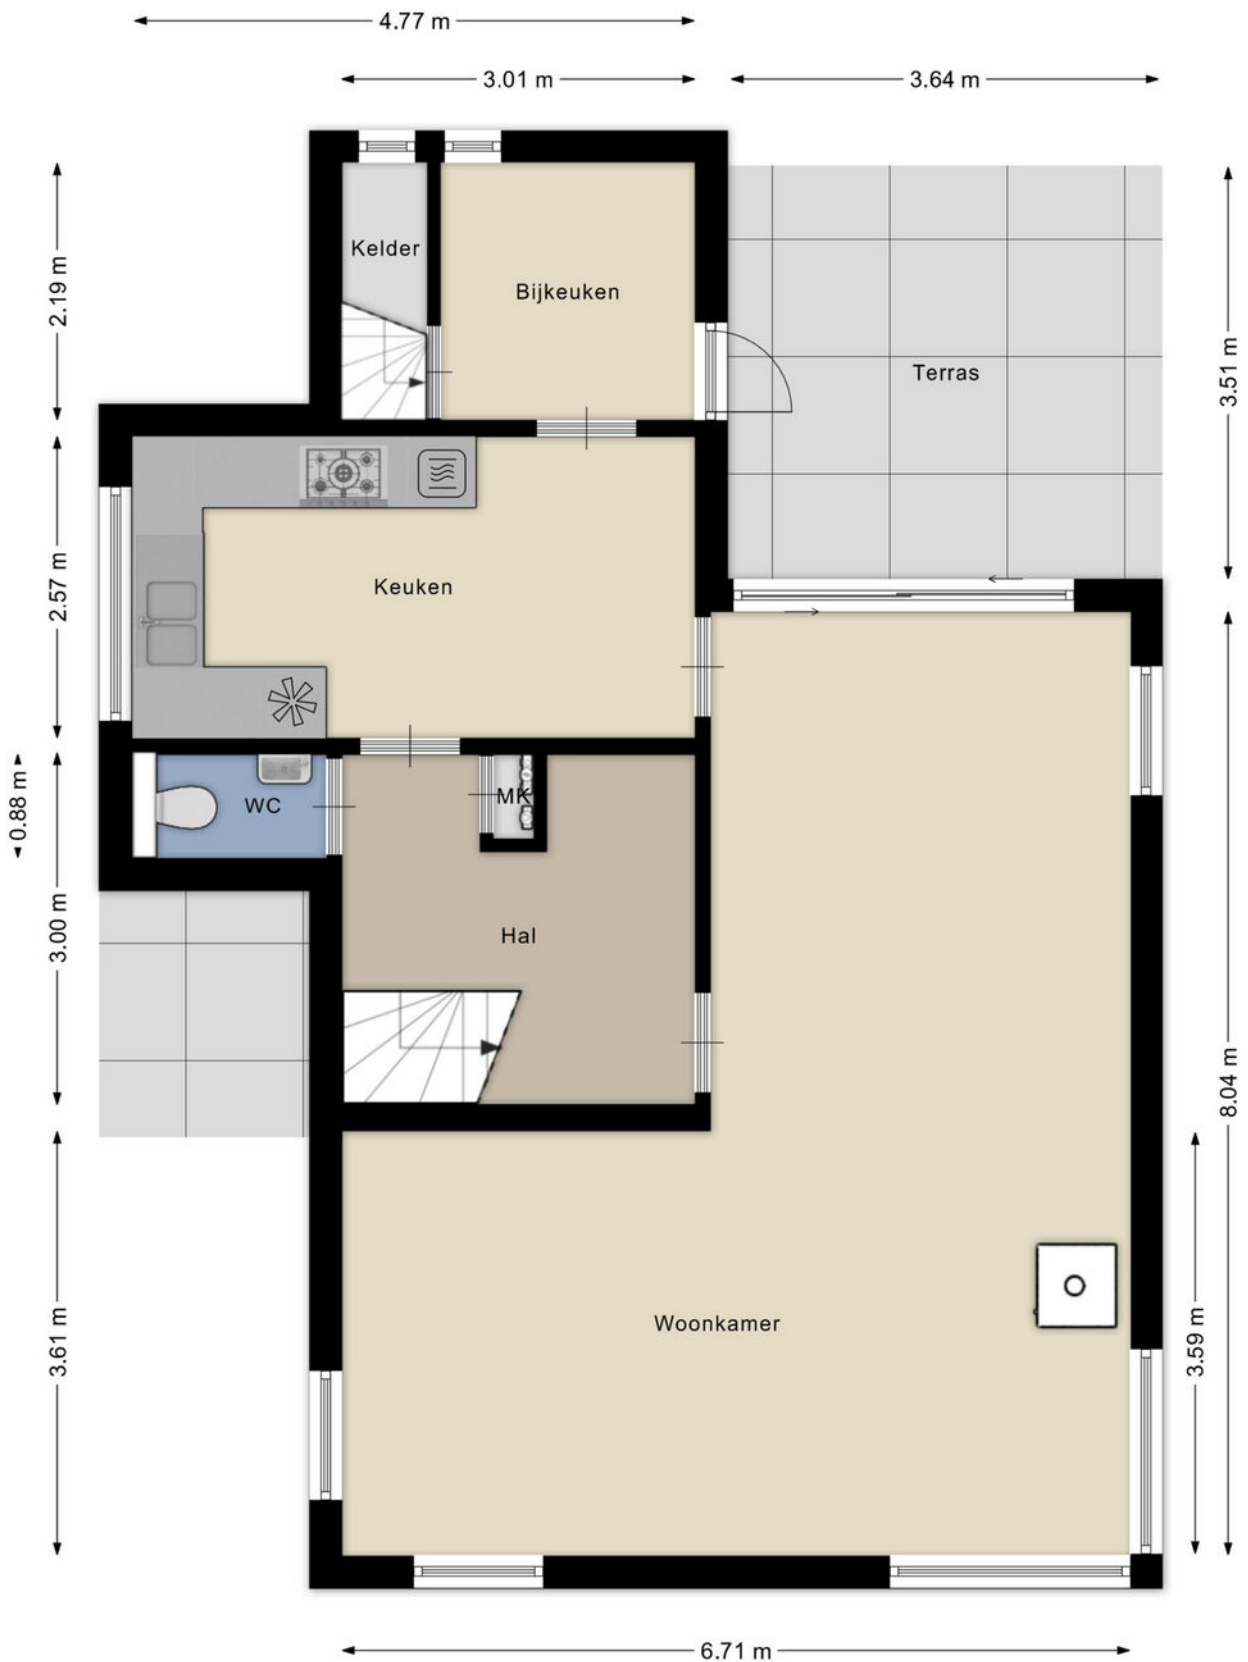 4.77 m
3.01 m
3.64 m
Kelder
Bijkeuken
2.19 m
3.51 m
Terras
Keuken
2.57 m
WC
MK
0.88 m
Hal
3.00 m
8.04 m
Woonkamer
3.61 m
3.59 m
6.71 m